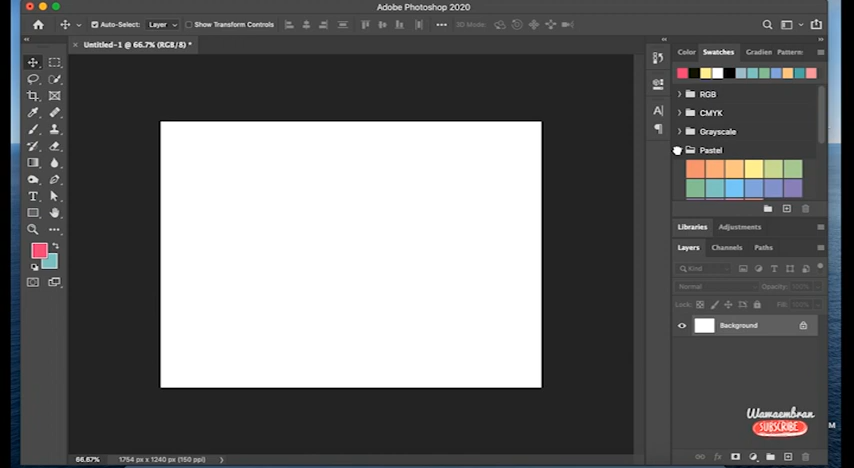 Adobe Photoshop 2020
Auto-Select: Layer Show Transform Controls 3D Mode
Untitled-1 @ 66.7% (RGB/8) *
Color Swatches Gradien Pattern
RGB
CMYK
Grayscale
Pastel
Libraries Adjustments
Layers Channels Paths
Kind
Normal Opacity: 100%
Lock: Fill: 100%
Background
Wawaembran
SUBSCRIBE
M
66.67% 1754 px x 1240 px (150 ppi)